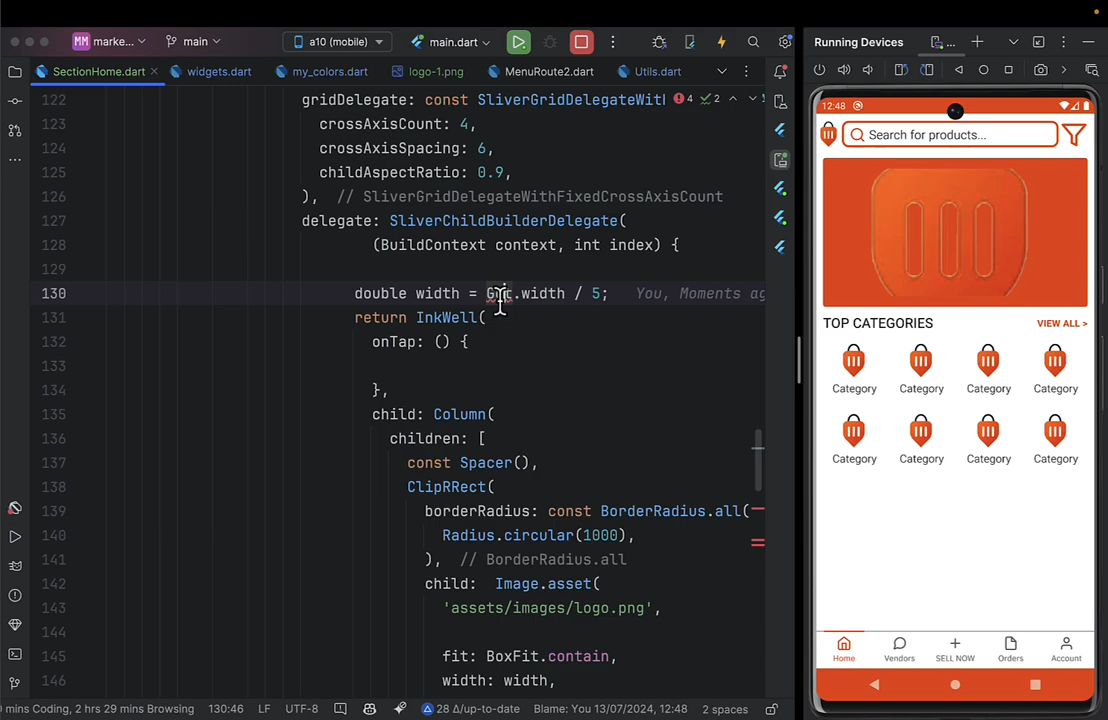 MM marke... main a10 (mobile) main.dart Running Devices ...
SectionHome.dart widgets.dart my_colors.dart logo-1.png MenuRoute2.dart Utils.dart
122 gridDelegate: const SliverGridDelegateWith 4 2
123 crossAxisCount: 4,
124 crossAxisSpacing: 6,
125 childAspectRatio: 0.9,
126 ), // SliverGridDelegateWithFixedCrossAxisCount
127 delegate: SliverChildBuilderDelegate(
128 (BuildContext context, int index) {
129
130 double width = .width / 5; You, Moments ag
131 return InkWell(
132 onTap: () {
133
134 },
135 child: Column(
136 children: [
137 const Spacer(),
138 ClipRRect(
139 borderRadius: const BorderRadius.all(
140 Radius.circular(1000),
141 ), // BorderRadius.all
142 child: Image.asset(
143 'assets/images/logo.png',
144
145 fit: BoxFit.contain,
146 width: width,
mins Coding, 2 hrs 29 mins Browsing 130:46 LF UTF-8 28 Δ/up-to-date Blame: You 13/07/2024, 12:48 2 spaces
12:48
Search for products...
TOP CATEGORIES VIEW ALL >
Category Category Category Category
Category Category Category Category
Home Vendors SELL NOW Orders Account